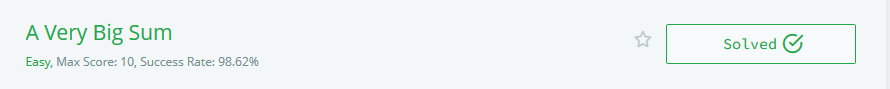 A Very Big Sum
Easy, Max Score: 10, Success Rate: 98.62%
Solved